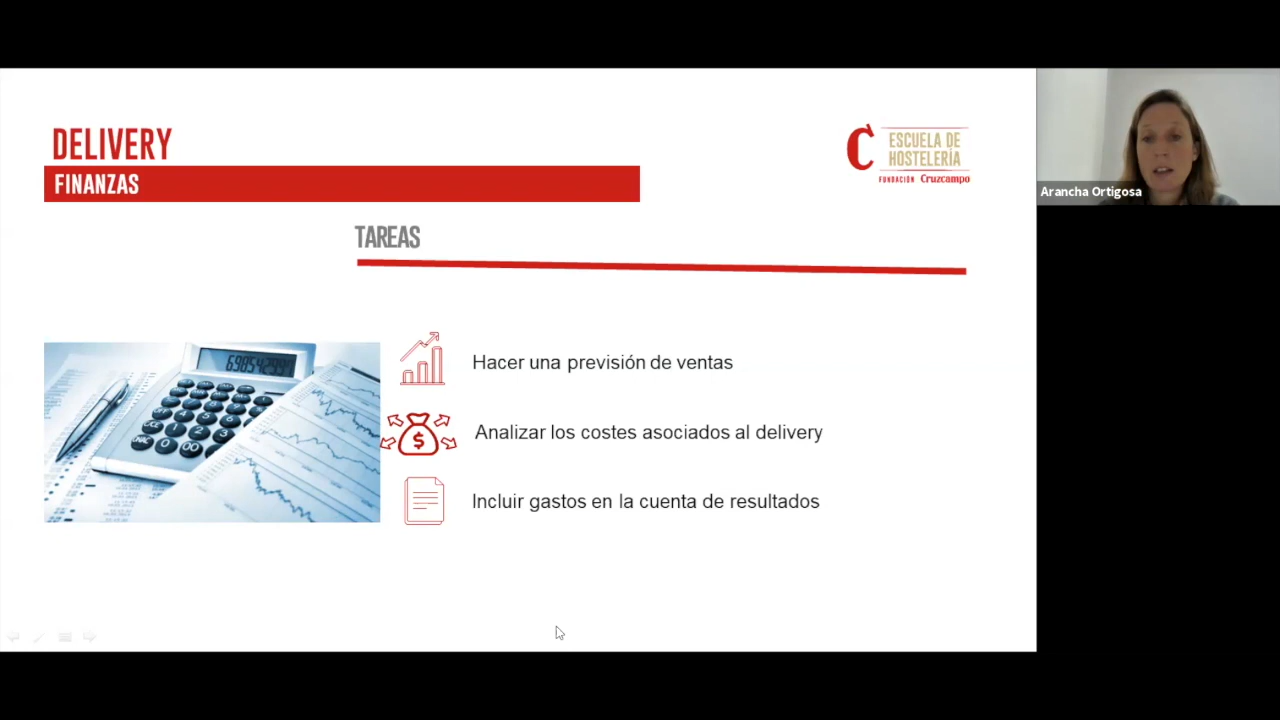 DELIVERY
FINANZAS
C ESCUELA DE
HOSTELERÍA
FUNDACIÓN Cruzcampo
Arancha Ortigosa
TAREAS
Hacer una previsión de ventas
$
Analizar los costes asociados al delivery
Incluir gastos en la cuenta de resultados